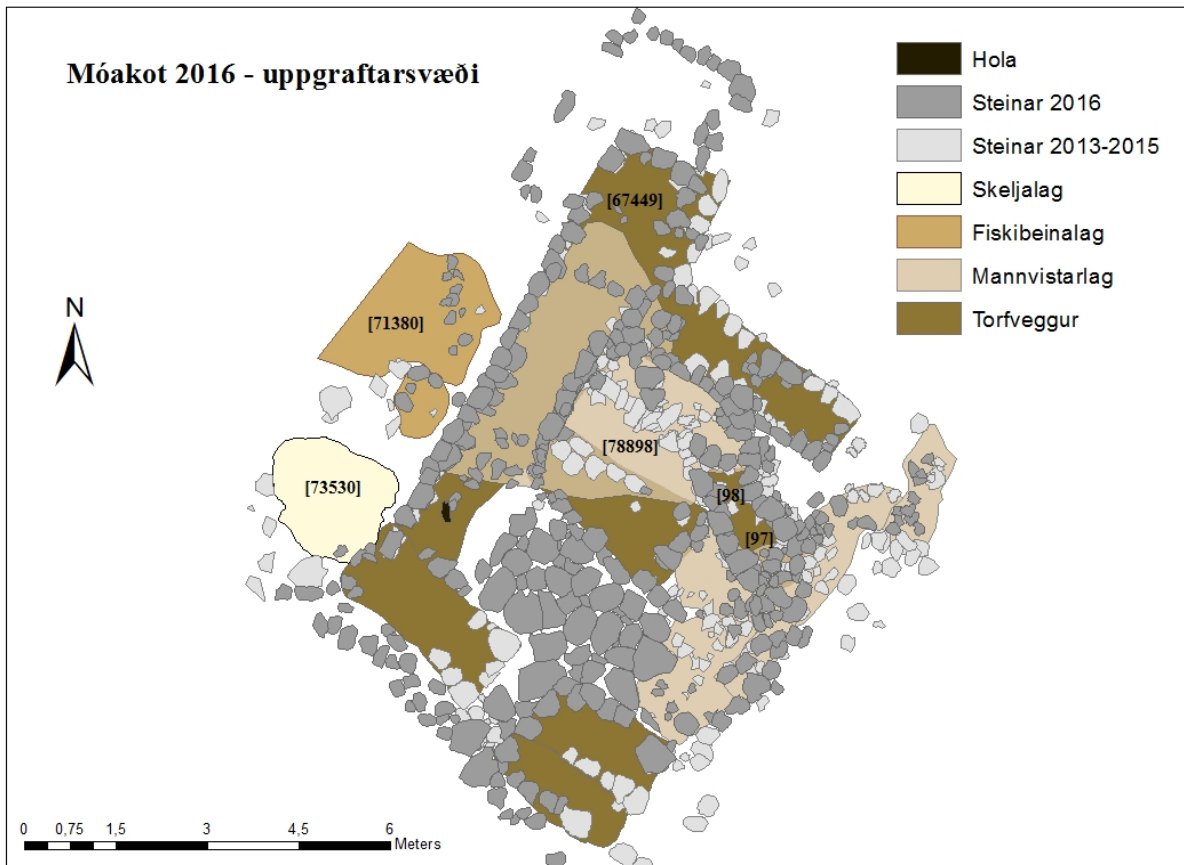 Móakot 2016 - uppgraftarsvæði
Hola
Steinar 2016
Steinar 2013-2015
Skeljalag
Fiskibeinalag
Mannvistarlag
Torfveggur
N
[67449]
[71380]
[78898]
[73530]
[98]
[97]
0 0,75 1,5 3 4,5 6
Meters